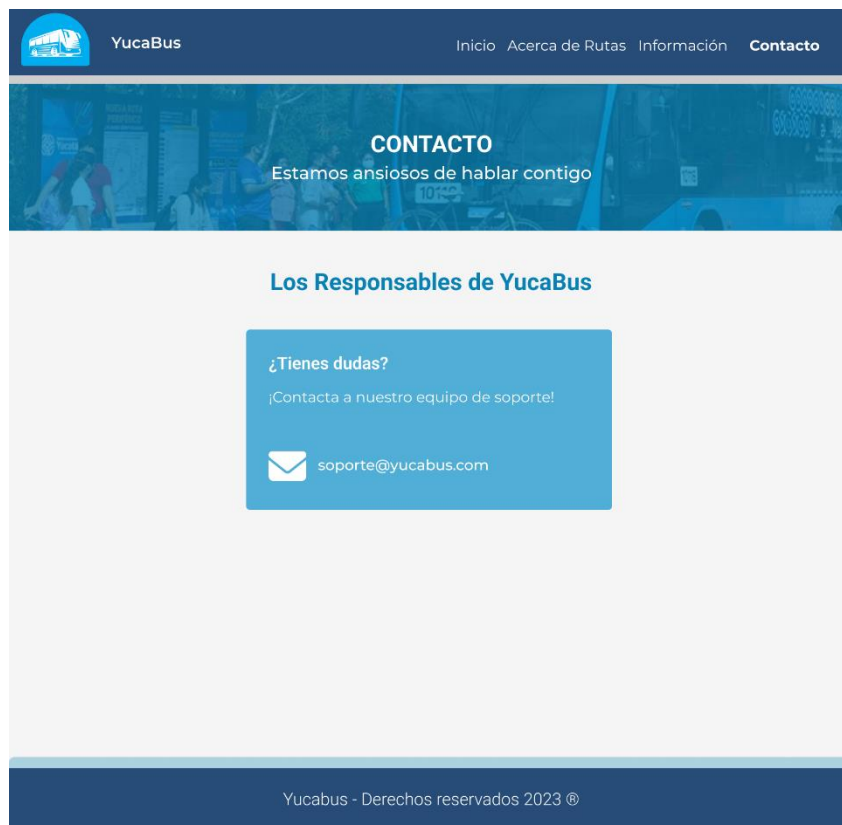 YucaBus
Inicio Acerca de Rutas Información Contacto
CONTACTO
Estamos ansiosos de hablar contigo
Los Responsables de YucaBus
¿Tienes dudas?
¡Contacta a nuestro equipo de soporte!
soporte@yucabus.com
Yucabus - Derechos reservados 2023 ®